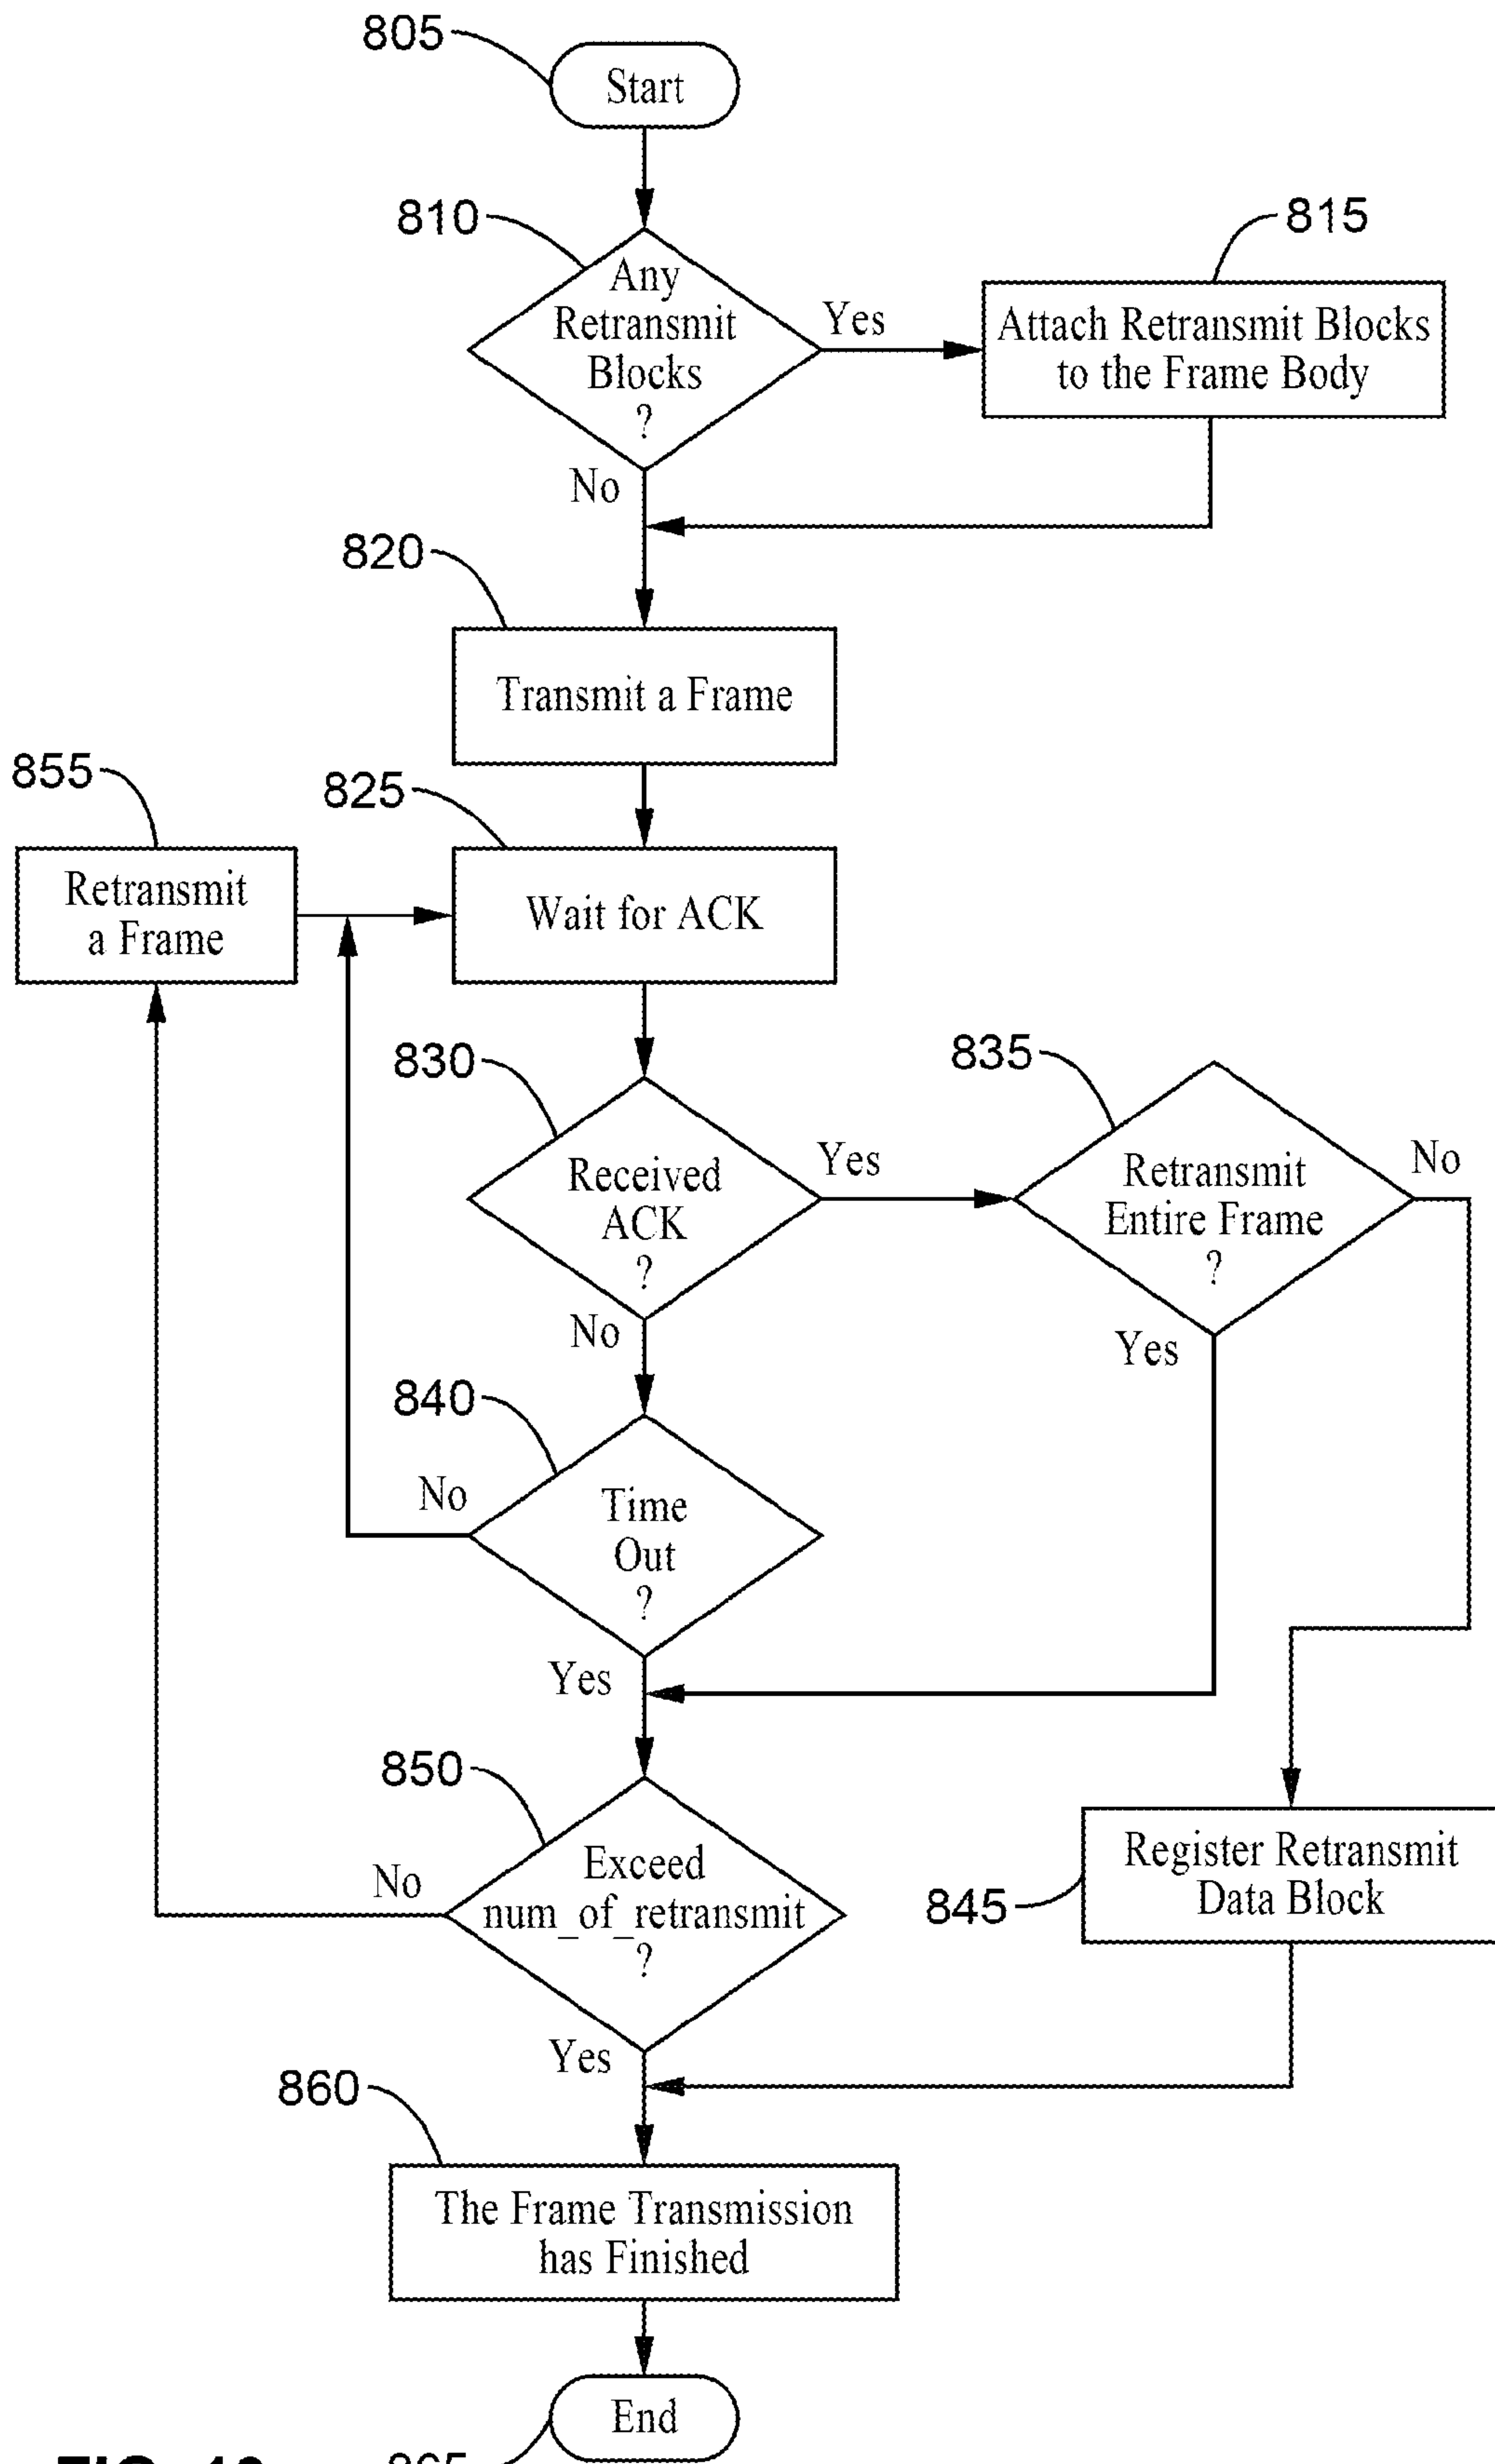 805
Start
810
Any
Retransmit
Blocks
?
Yes
815
Attach Retransmit Blocks
to the Frame Body
No
820
Transmit a Frame
855
Retransmit
a Frame
825
Wait for ACK
830
Received
ACK
?
Yes
835
Retransmit
Entire Frame
?
No
No
Yes
840
Time
Out
?
No
Yes
850
Exceed
num_of_retransmit
?
No
845
Register Retransmit
Data Block
Yes
860
The Frame Transmission
has Finished
End